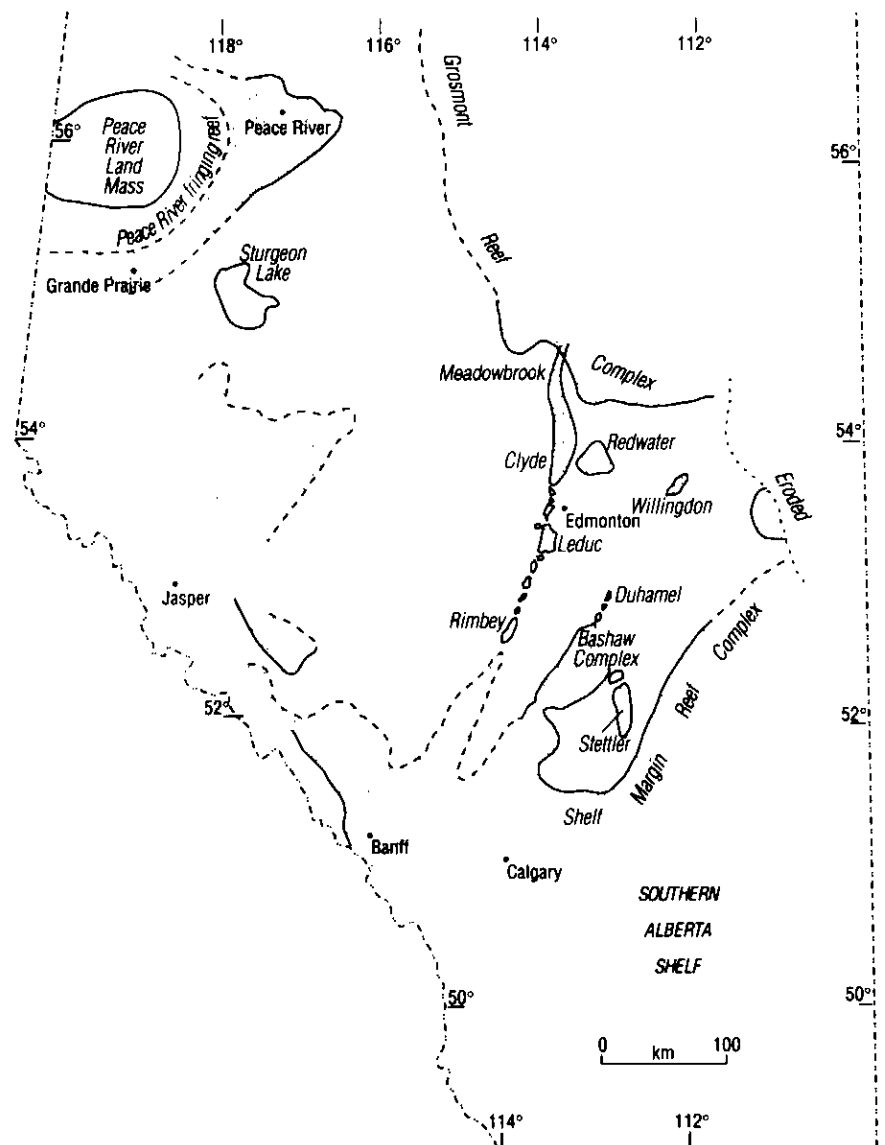 118°
116°
114°
112°
Grosmont
Reef
Complex
56°
Peace
River
Land
Mass
Peace River fringing reef
Peace River
56°
Sturgeon
Lake
Grande Prairie
Meadowbrook
54°
54°
Clyde
Redwater
Willingdon
Eroded
Edmonton
Leduc
Jasper
Rimbey
Duhamel
Bashaw
Complex
52°
52°
Stettler
Shelf
Margin
Reef
Complex
Banff
Calgary
SOUTHERN
ALBERTA
SHELF
50°
50°
0 100
km
114°
112°